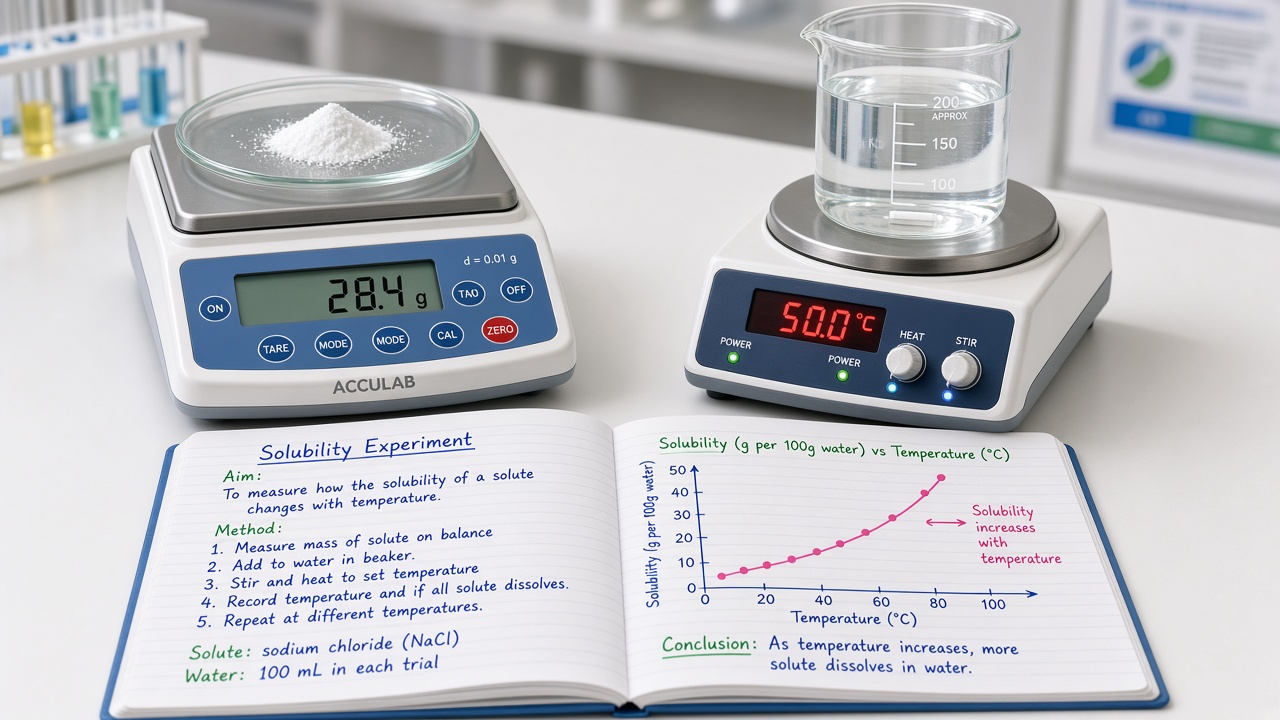 d = 0.01 g
28.4 g
ON
TAO
OFF
TARE
MODE
MODE
CAL
ZERO
ACCULAB
200
APPROX
150
100
50.0°C
POWER
POWER
HEAT
STIR
Solubility Experiment
Aim:
To measure how the solubility of a solute
changes with temperature.
Method:
1. Measure mass of solute on balance
2. Add to water in beaker.
3. Stir and heat to set temperature
4. Record temperature and if all solute dissolves.
5. Repeat at different temperatures.
Solute: sodium chloride (NaCl)
Water: 100 mL in each trial
Solubility (g per 100g water) vs Temperature (°C)
Solubility (g per 100g water)
50
40
30
20
10
0
0 20 40 60 80 100
Temperature (°C)
Solubility
increases
with
temperature
Conclusion: As temperature increases, more
solute dissolves in water.